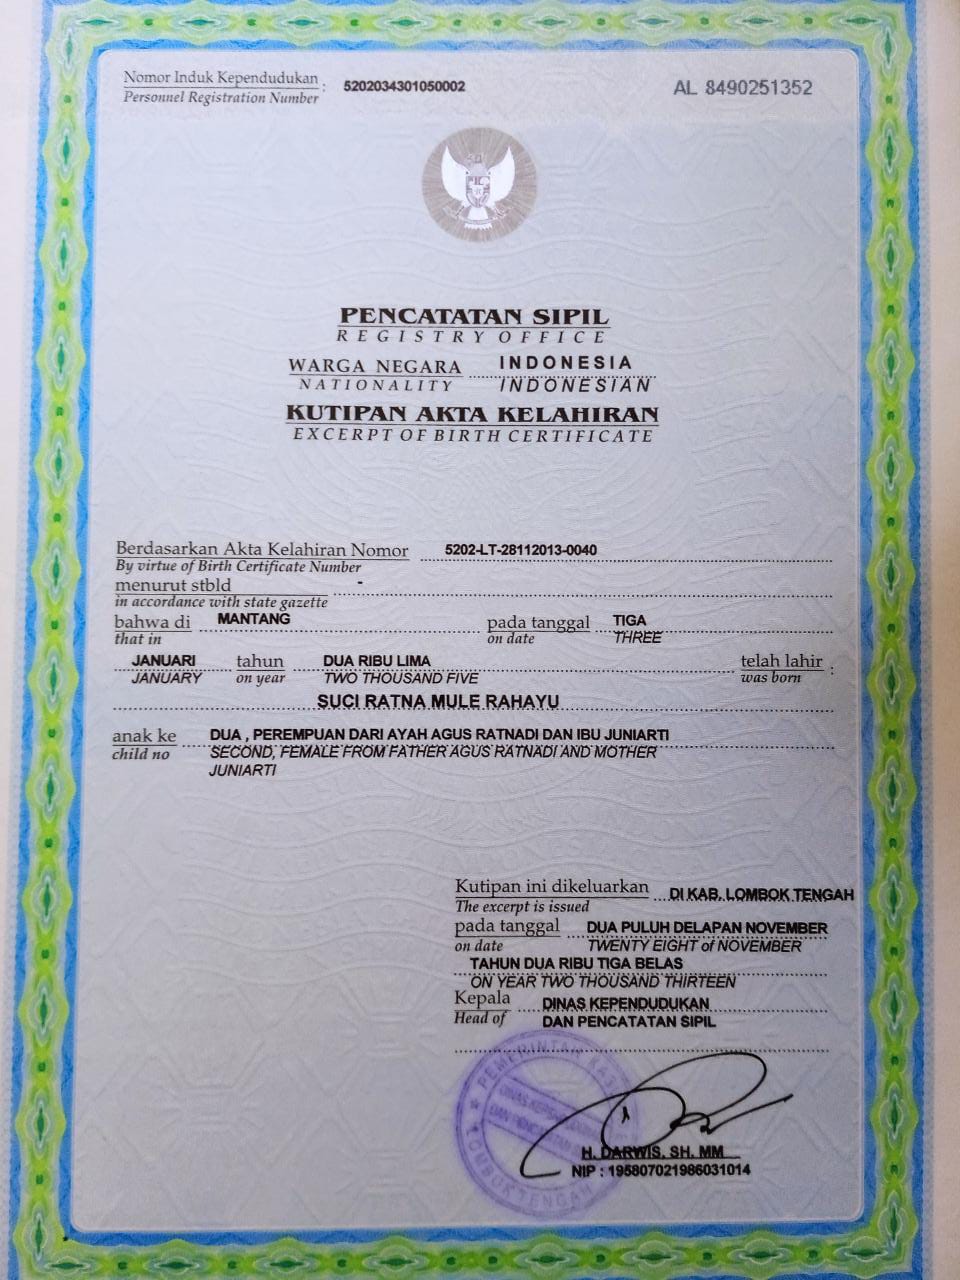 Nomor Induk Kependudukan : 5202034301050002 AL 8490251352
Personnel Registration Number
PENCATATAN SIPIL
REGISTRY OFFICE
WARGA NEGARA INDONESIA
NATIONALITY INDONESIAN
KUTIPAN AKTA KELAHIRAN
EXCERPT OF BIRTH CERTIFICATE
Berdasarkan Akta Kelahiran Nomor 5202-LT-28112013-0040
By virtue of Birth Certificate Number
menurut stbld -
in accordance with state gazette
bahwa di MANTANG pada tanggal TIGA
that in on date THREE
JANUARI tahun DUA RIBU LIMA telah lahir :
JANUARY on year TWO THOUSAND FIVE was born
SUCI RATNA MULE RAHAYU
anak ke DUA , PEREMPUAN DARI AYAH AGUS RATNADI DAN IBU JUNIARTI
child no SECOND, FEMALE FROM FATHER AGUS RATNADI AND MOTHER
JUNIARTI
Kutipan ini dikeluarkan DI KAB. LOMBOK TENGAH
The excerpt is issued
pada tanggal DUA PULUH DELAPAN NOVEMBER
on date TWENTY EIGHT of NOVEMBER
TAHUN DUA RIBU TIGA BELAS
ON YEAR TWO THOUSAND THIRTEEN
Kepala DINAS KEPENDUDUKAN
Head of DAN PENCATATAN SIPIL
PEMERINTAH
DINAS
DAN
LOMBOK TENGAH
H. DARWIS, SH. MM
NIP : 195807021986031014